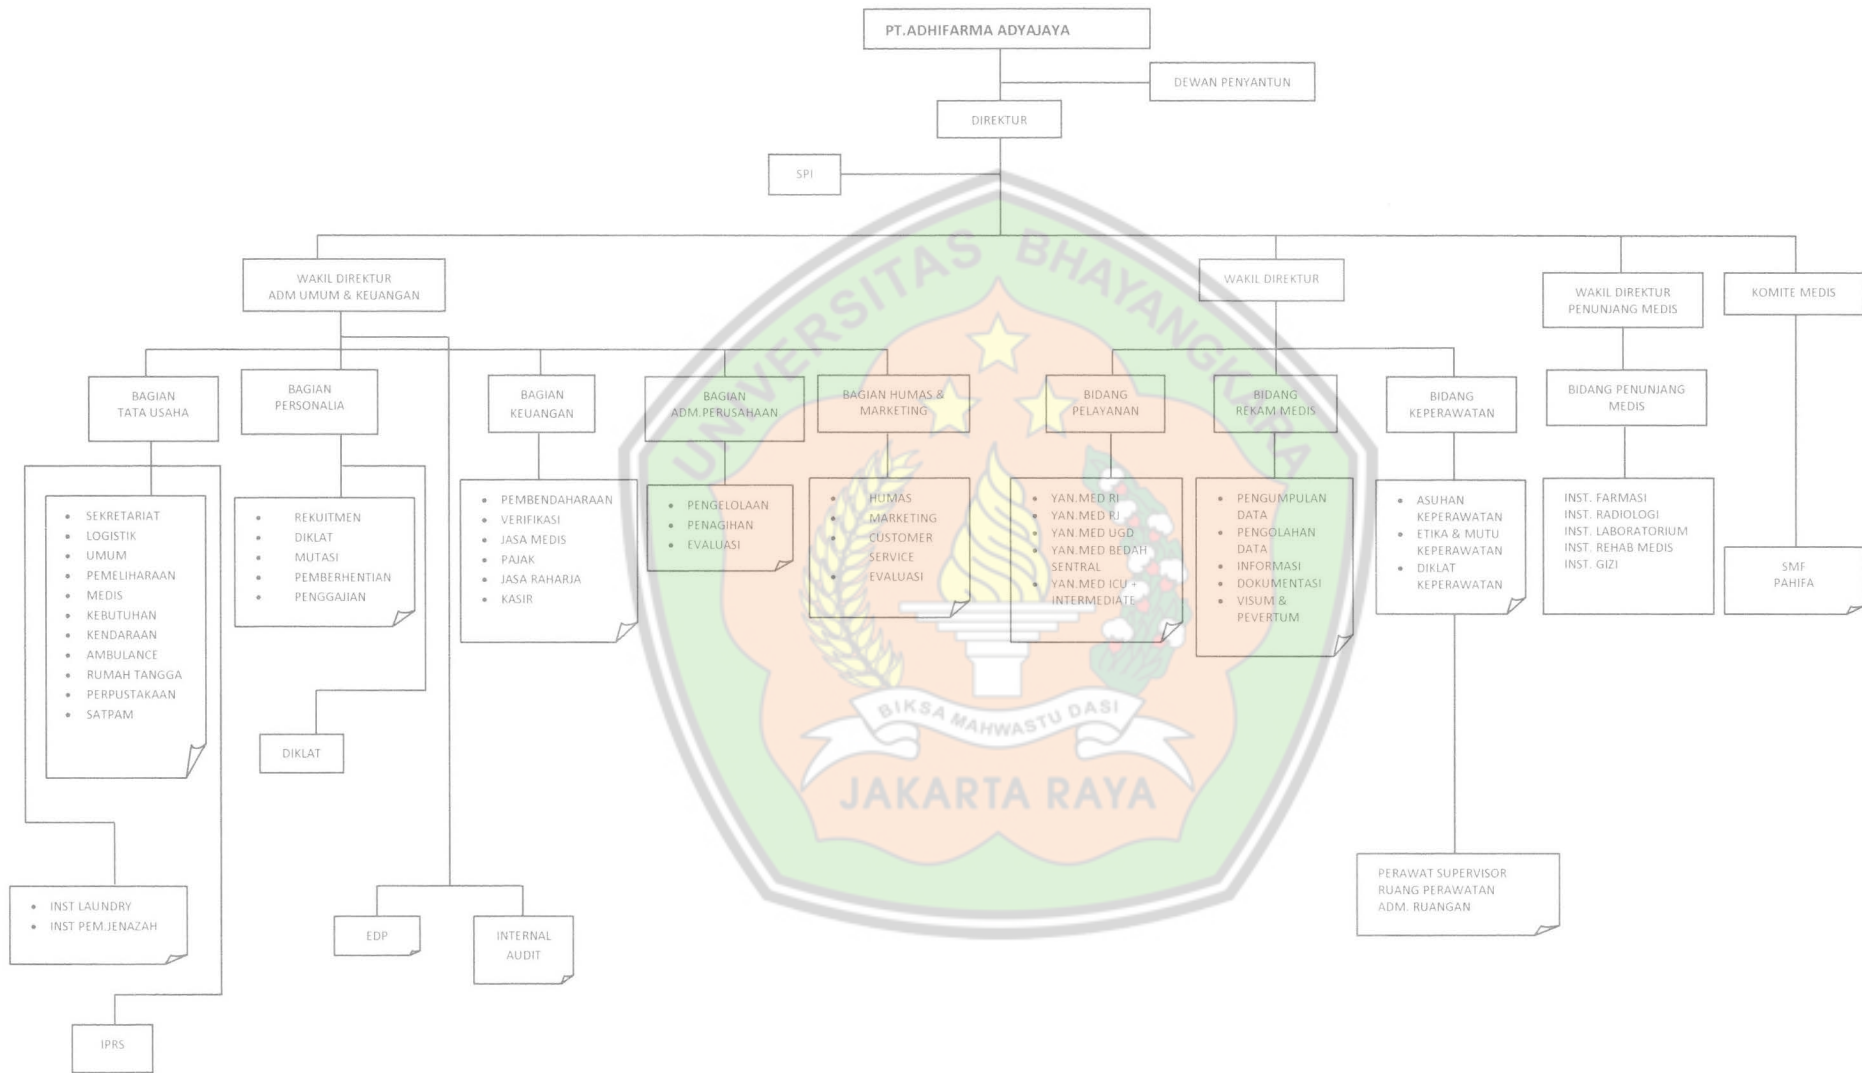 PT.ADHIFARMA ADYAJAYA
DEWAN PENYANTUN
DIREKTUR
SPI
WAKIL DIREKTUR
ADM UMUM & KEUANGAN
WAKIL DIREKTUR
WAKIL DIREKTUR
PENUNJANG MEDIS
KOMITE MEDIS
BAGIAN
TATA USAHA
BAGIAN
PERSONALIA
BAGIAN
KEUANGAN
BAGIAN
ADM.PERUSAHAAN
BAGIAN HUMAS &
MARKETING
BIDANG
PELAYANAN
BIDANG
REKAM MEDIS
BIDANG
KEPERAWATAN
BIDANG PENUNJANG
MEDIS
• SEKRETARIAT
• LOGISTIK
• UMUM
• PEMELIHARAAN
• MEDIS
• KEBUTUHAN
• KENDARAAN
• AMBULANCE
• RUMAH TANGGA
• PERPUSTAKAAN
• SATPAM
• REKUITMEN
• DIKLAT
• MUTASI
• PEMBERHENTIAN
• PENGGAJIAN
• PEMBENDAHARAAN
• VERIFIKASI
• JASA MEDIS
• PAJAK
• JASA RAHARJA
• KASIR
• PENGELOLAAN
• PENAGIHAN
• EVALUASI
• HUMAS
• MARKETING
• CUSTOMER
SERVICE
• EVALUASI
• YAN.MED RI
• YAN.MED RJ
• YAN.MED UGD
• YAN.MED BEDAH
SENTRAL
• YAN.MED ICU +
INTERMEDIATE
• PENGUMPULAN
DATA
• PENGOLAHAN
DATA
• INFORMASI
• DOKUMENTASI
• VISUM &
PEVERTUM
• ASUHAN
KEPERAWATAN
• ETIKA & MUTU
KEPERAWATAN
• DIKLAT
KEPERAWATAN
INST. FARMASI
INST. RADIOLOGI
INST. LABORATORIUM
INST. REHAB MEDIS
INST. GIZI
SMF
PAHIFA
DIKLAT
• INST LAUNDRY
• INST PEM.JENAZAH
EDP
INTERNAL
AUDIT
PERAWAT SUPERVISOR
RUANG PERAWATAN
ADM. RUANGAN
IPRS
UNIVERSITAS BHAYANGKARA
BIKSA MAHWASTU DASI
JAKARTA RAYA